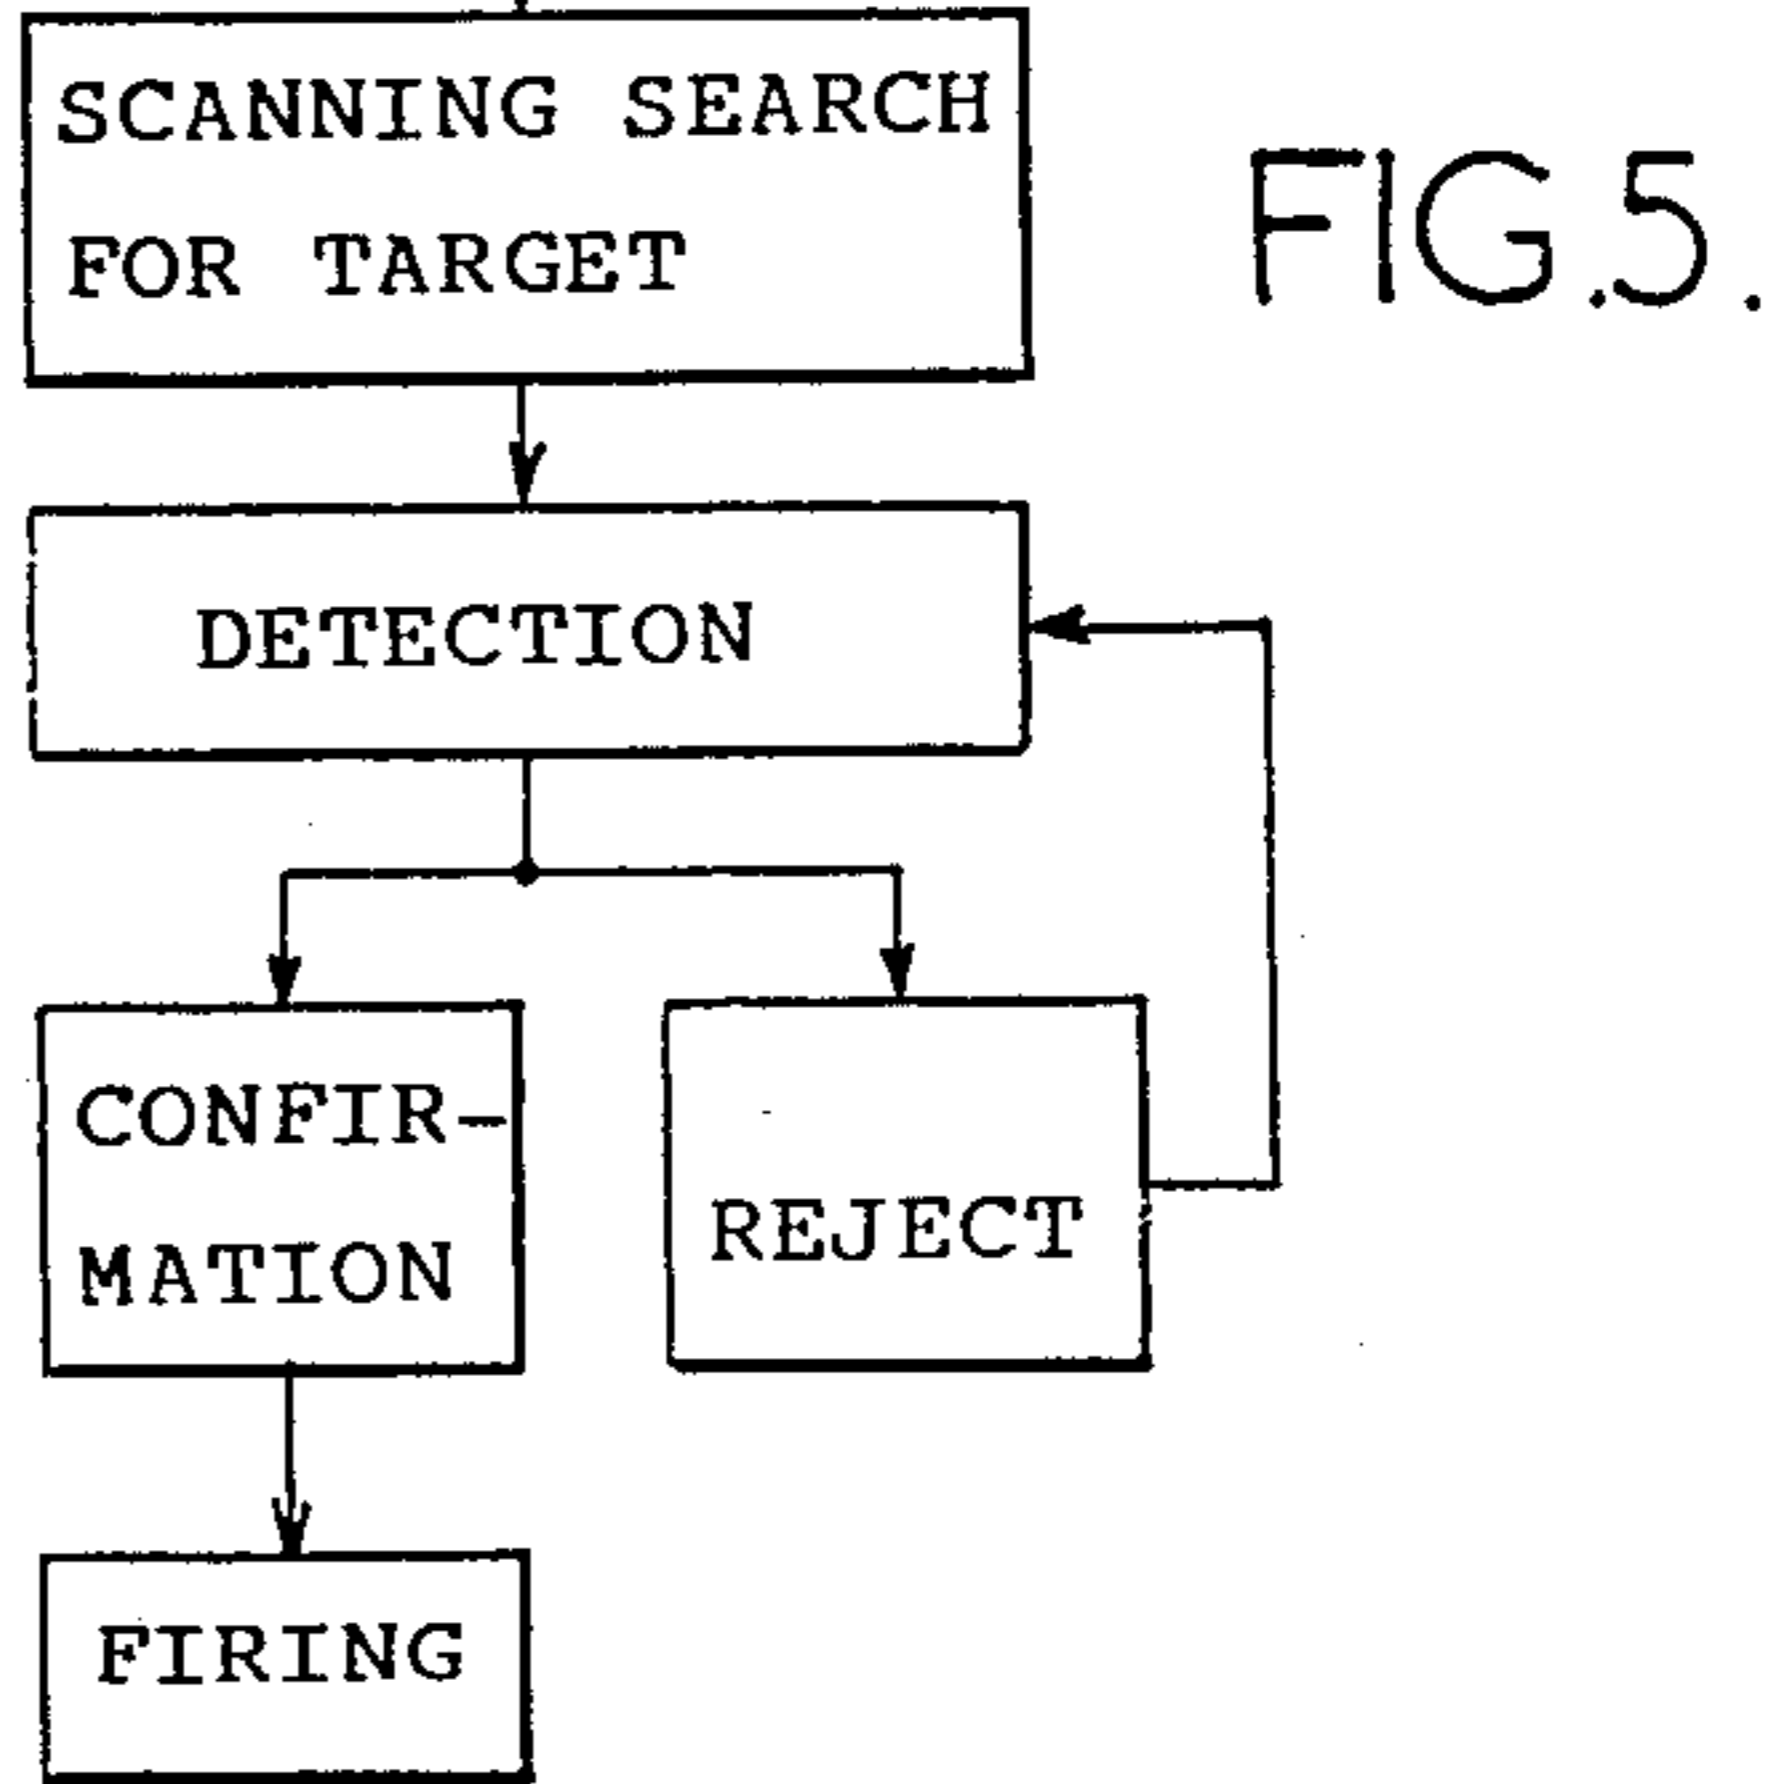 SCANNING SEARCH
FOR TARGET
FIG.5.
DETECTION
CONFIR-
MATION
REJECT
FIRING